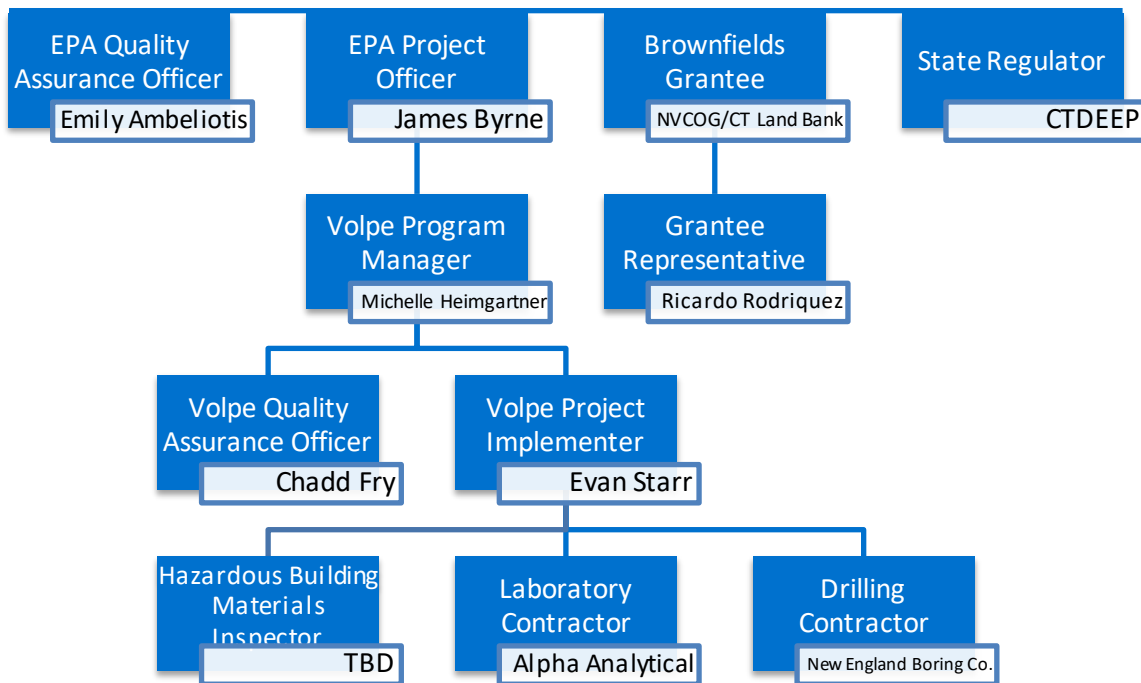 EPA Quality
Assurance Officer
Emily Ambeliotis
EPA Project
Officer
James Byrne
Brownfields
Grantee
NVCOG/CT Land Bank
State Regulator
CTDEEP
Volpe Program
Manager
Michelle Heimgartner
Grantee
Representative
Ricardo Rodriquez
Volpe Quality
Assurance Officer
Chadd Fry
Volpe Project
Implementer
Evan Starr
Hazardous Building
Materials
Inspector
TBD
Laboratory
Contractor
Alpha Analytical
Drilling
Contractor
New England Boring Co.